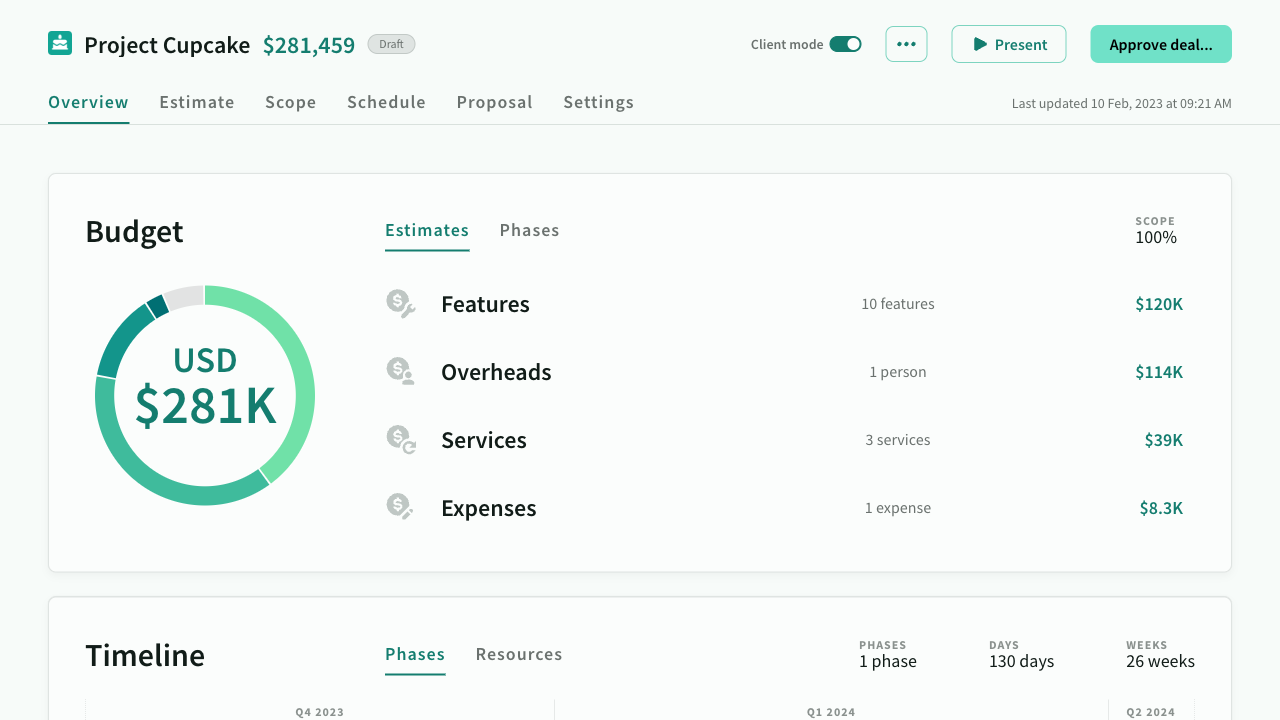 Project Cupcake $281,459 Draft
Client mode ••• Present Approve deal...
Overview Estimate Scope Schedule Proposal Settings
Last updated 10 Feb, 2023 at 09:21 AM
Budget
Estimates Phases
SCOPE
100%
USD
$281K
Features 10 features $120K
Overheads 1 person $114K
Services 3 services $39K
Expenses 1 expense $8.3K
Timeline
Phases Resources
PHASES
1 phase
DAYS
130 days
WEEKS
26 weeks
Q4 2023 Q1 2024 Q2 2024